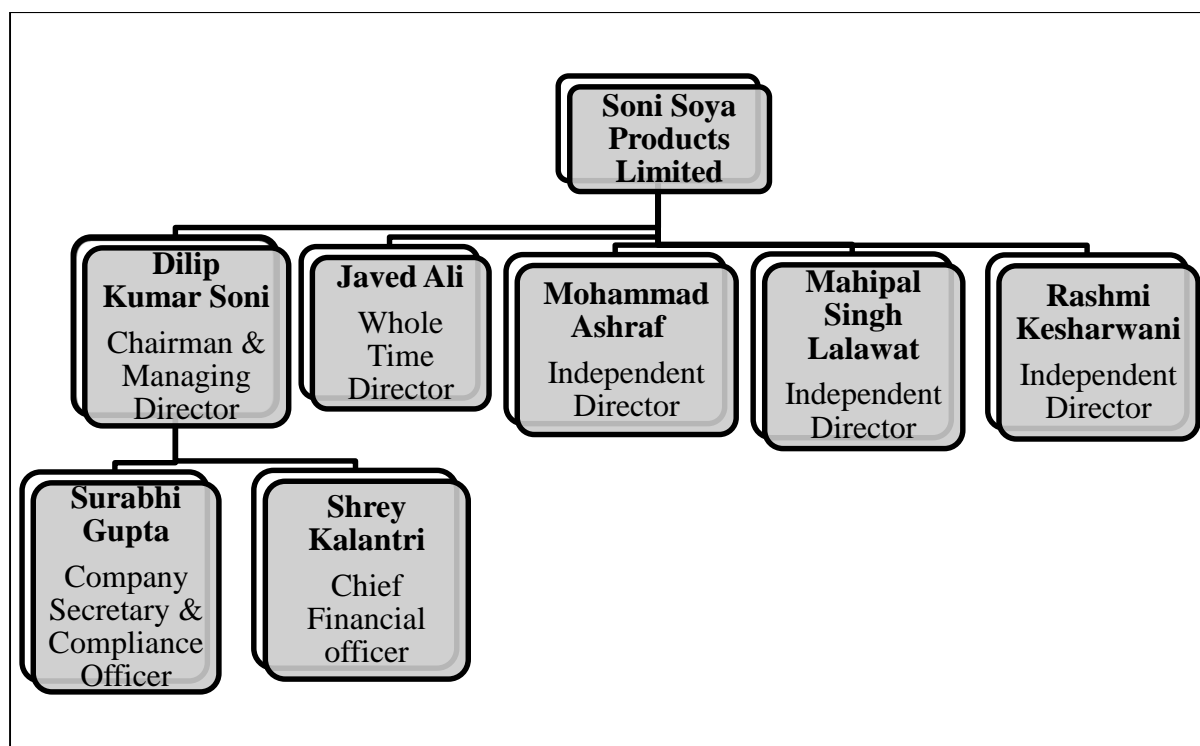 Soni Soya
Products
Limited
Dilip
Kumar Soni
Chairman &
Managing
Director
Javed Ali
Whole
Time
Director
Mohammad
Ashraf
Independent
Director
Mahipal
Singh
Lalawat
Independent
Director
Rashmi
Kesharwani
Independent
Director
Surabhi
Gupta
Company
Secretary &
Compliance
Officer
Shrey
Kalantri
Chief
Financial
officer